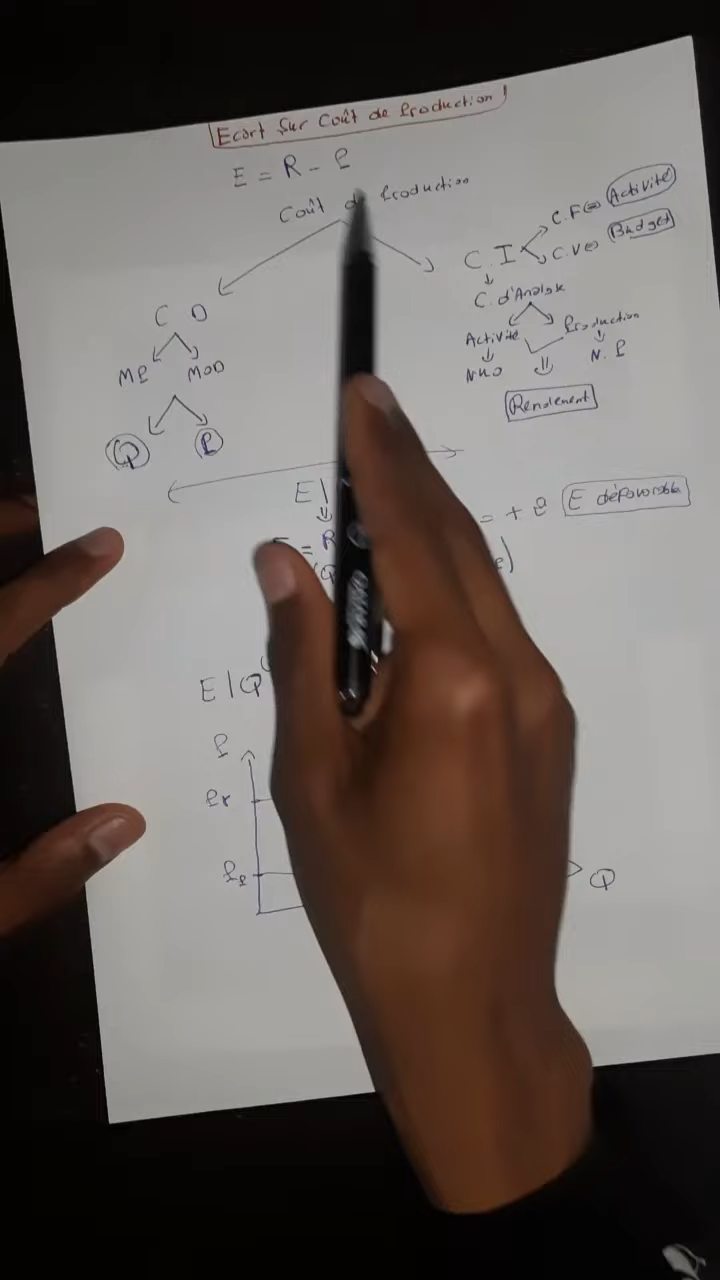 Ecart Sur Coût de Production
E = R - P
Coût de Production
C.F => Activité
C.I
C.V => Budget
C D
C. d'Analyse
Activité Production
MP MOD
NHO N. P
Rendement
Q P
E|
= + e E défavorable
= R
(Q e)
E | Q
P
Pr
Pp
Q